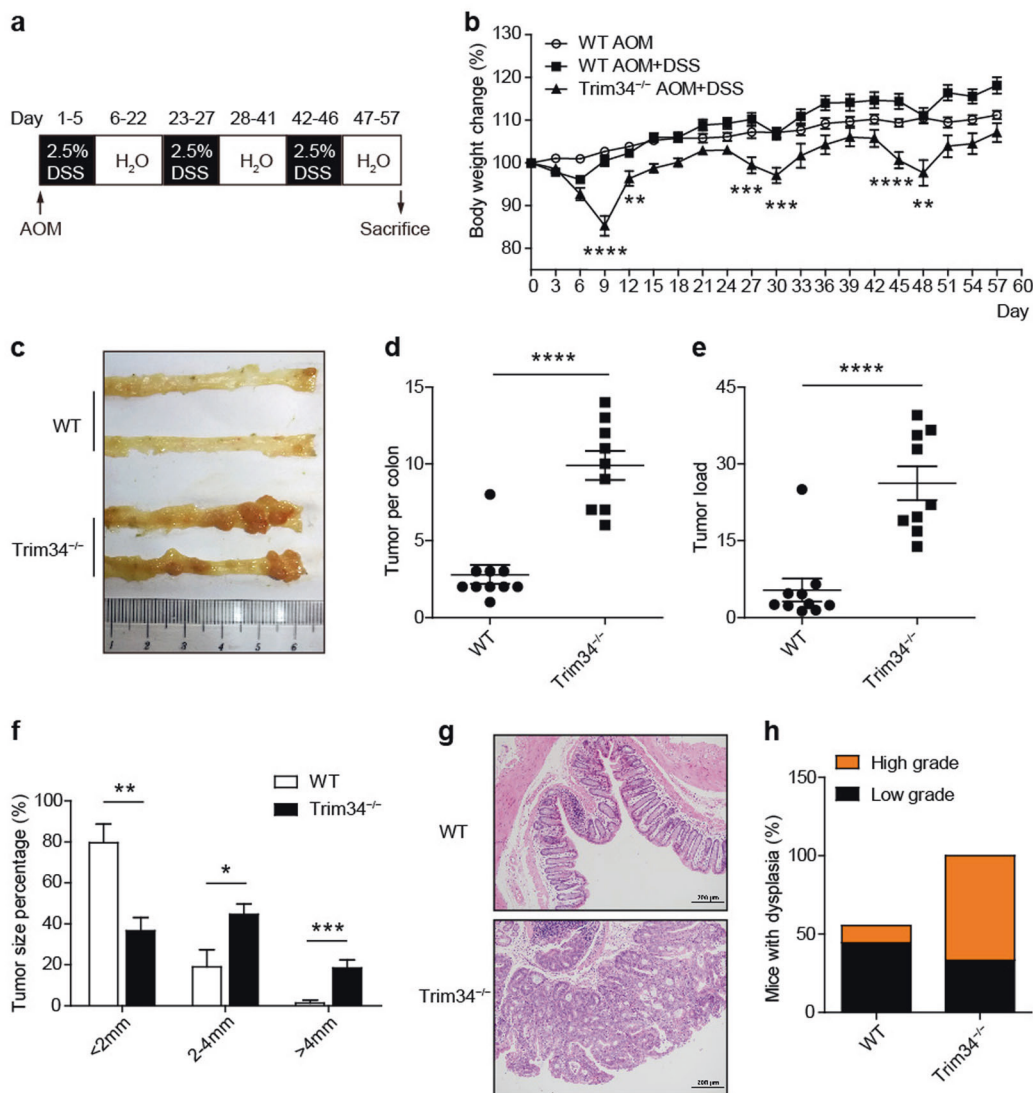 a
Day 1-5 6-22 23-27 28-41 42-46 47-57
2.5% DSS H₂O 2.5% DSS H₂O 2.5% DSS H₂O
AOM Sacrifice
b
Body weight change (%)
130
120
110
100
90
80
WT AOM
WT AOM+DSS
Trim34⁻/⁻ AOM+DSS
**** ** *** *** **** **
0 3 6 9 12 15 18 21 24 27 30 33 36 39 42 45 48 51 54 57 60
Day
c
WT
Trim34⁻/⁻
1 2 3 4 5 6
d
****
Tumor per colon
15
10
5
0
WT
Trim34⁻/⁻
e
****
Tumor load
45
30
15
0
WT
Trim34⁻/⁻
f
WT
Trim34⁻/⁻
Tumor size percentage (%)
100
80
60
40
20
0
** * ***
<2mm 2-4mm >4mm
g
WT
200 μm
Trim34⁻/⁻
200 μm
h
High grade
Low grade
Mice with dysplasia (%)
150
100
50
0
WT
Trim34⁻/⁻